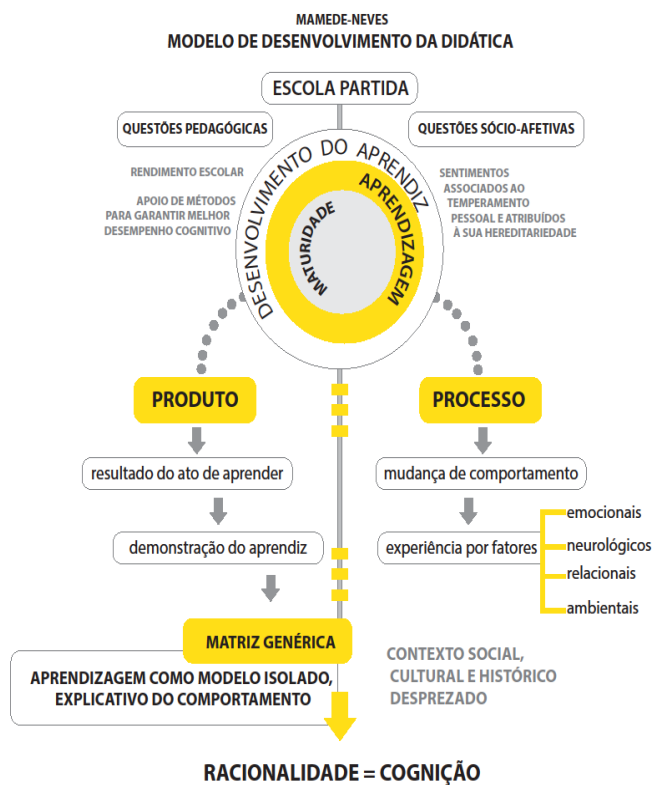 MAMEDE-NEVES
MODELO DE DESENVOLVIMENTO DA DIDÁTICA
ESCOLA PARTIDA
QUESTÕES PEDAGÓGICAS
QUESTÕES SÓCIO-AFETIVAS
RENDIMENTO ESCOLAR
APOIO DE MÉTODOS
PARA GARANTIR MELHOR
DESEMPENHO COGNITIVO
DESENVOLVIMENTO DO APRENDIZ
APRENDIZAGEM
MATURIDADE
SENTIMENTOS
ASSOCIADOS AO
TEMPERAMENTO
PESSOAL E ATRIBUÍDOS
À SUA HEREDITARIEDADE
PRODUTO
PROCESSO
resultado do ato de aprender
mudança de comportamento
demonstração do aprendiz
experiência por fatores
emocionais
neurológicos
relacionais
ambientais
MATRIZ GENÉRICA
APRENDIZAGEM COMO MODELO ISOLADO,
EXPLICATIVO DO COMPORTAMENTO
CONTEXTO SOCIAL,
CULTURAL E HISTÓRICO
DESPREZADO
RACIONALIDADE = COGNIÇÃO